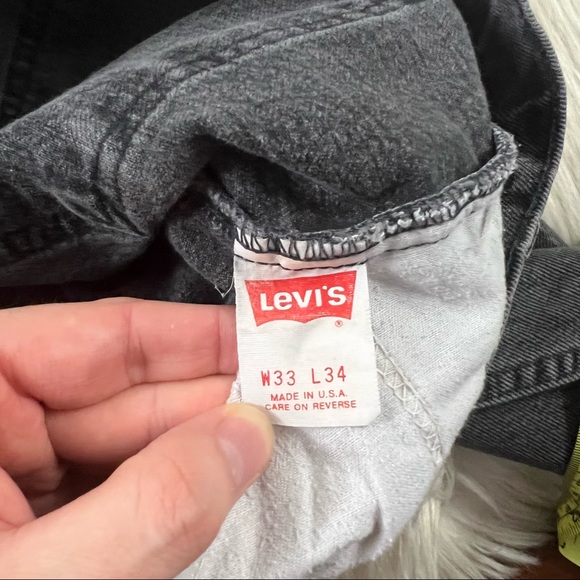 Levi's
®
W33 L34
MADE IN U.S.A.
CARE ON REVERSE